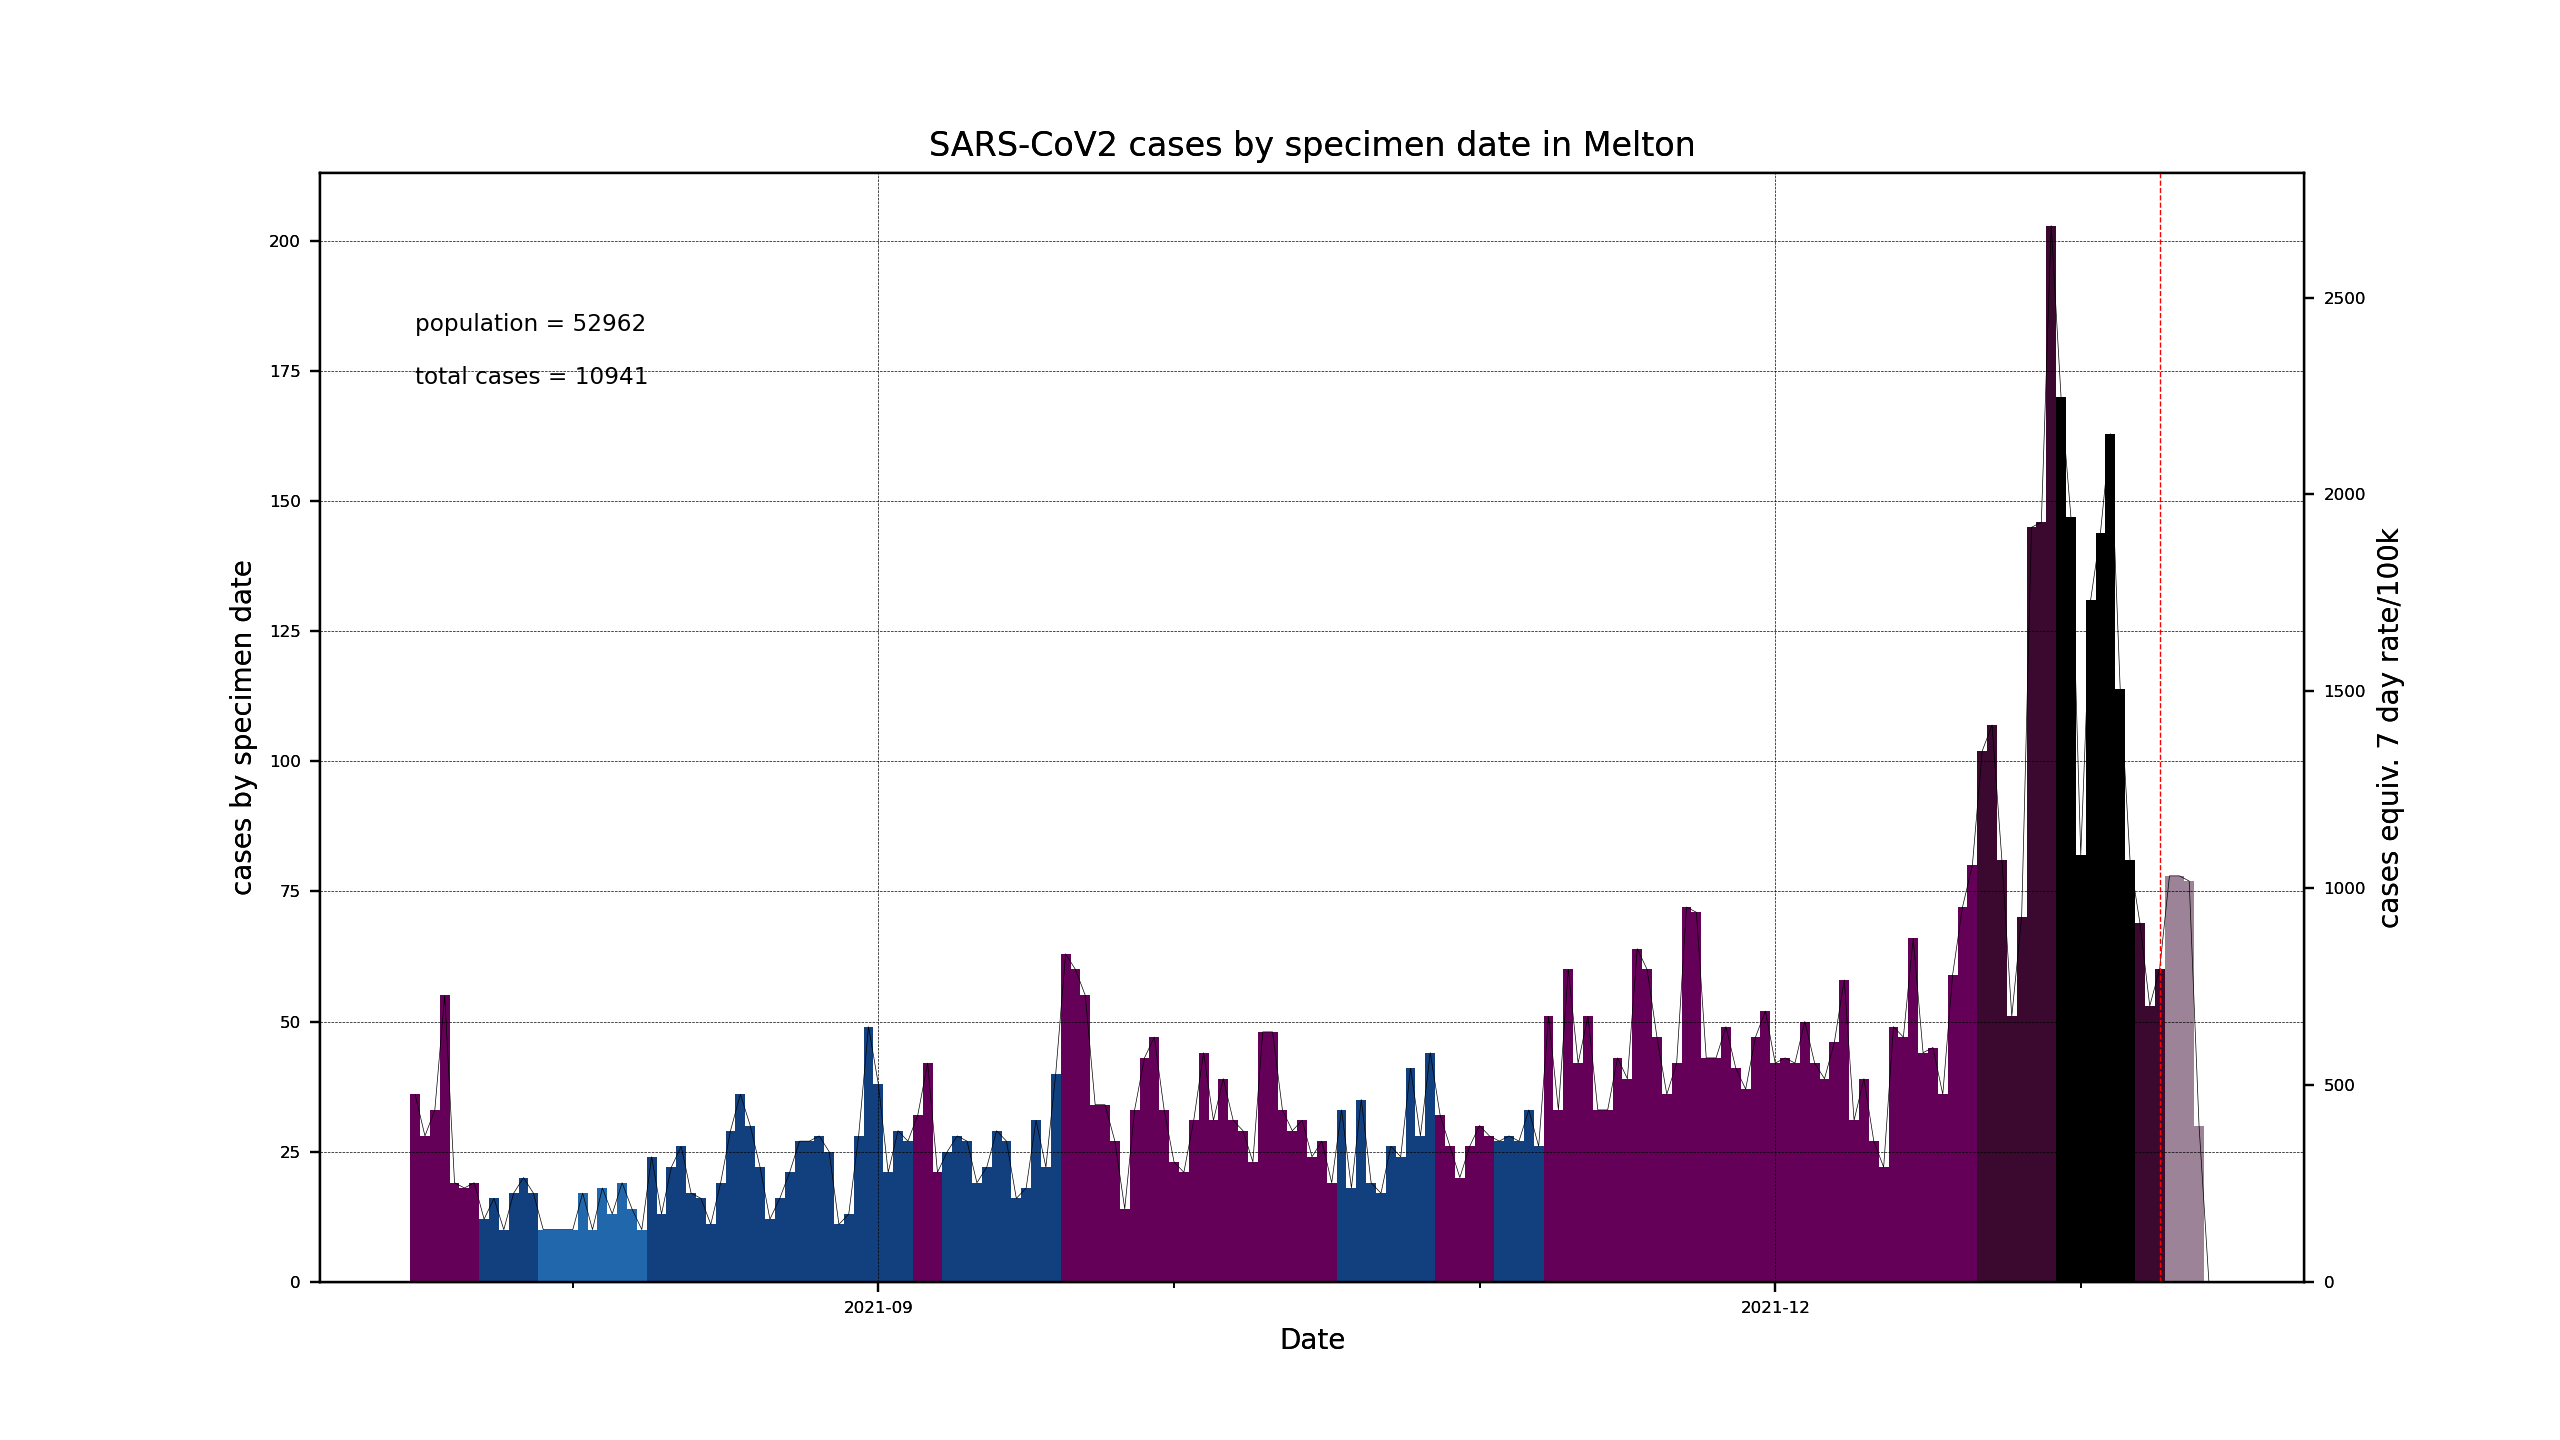 SARS-CoV2 cases by specimen date in Melton
population = 52962
total cases = 10941
cases by specimen date
200
175
150
125
100
75
50
25
0
2500
2000
1500
1000
500
0
cases equiv. 7 day rate/100k
2021-09
2021-12
Date